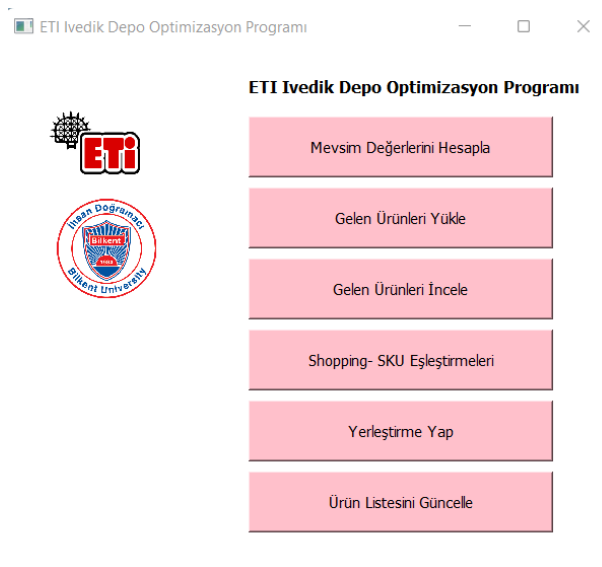 ETI Ivedik Depo Optimizasyon Programı
ETI Ivedik Depo Optimizasyon Programı
ETİ
İhsan Doğramacı
Bilkent
Bilkent University
Mevsim Değerlerini Hesapla
Gelen Ürünleri Yükle
Gelen Ürünleri İncele
Shopping- SKU Eşleştirmeleri
Yerleştirme Yap
Ürün Listesini Güncelle